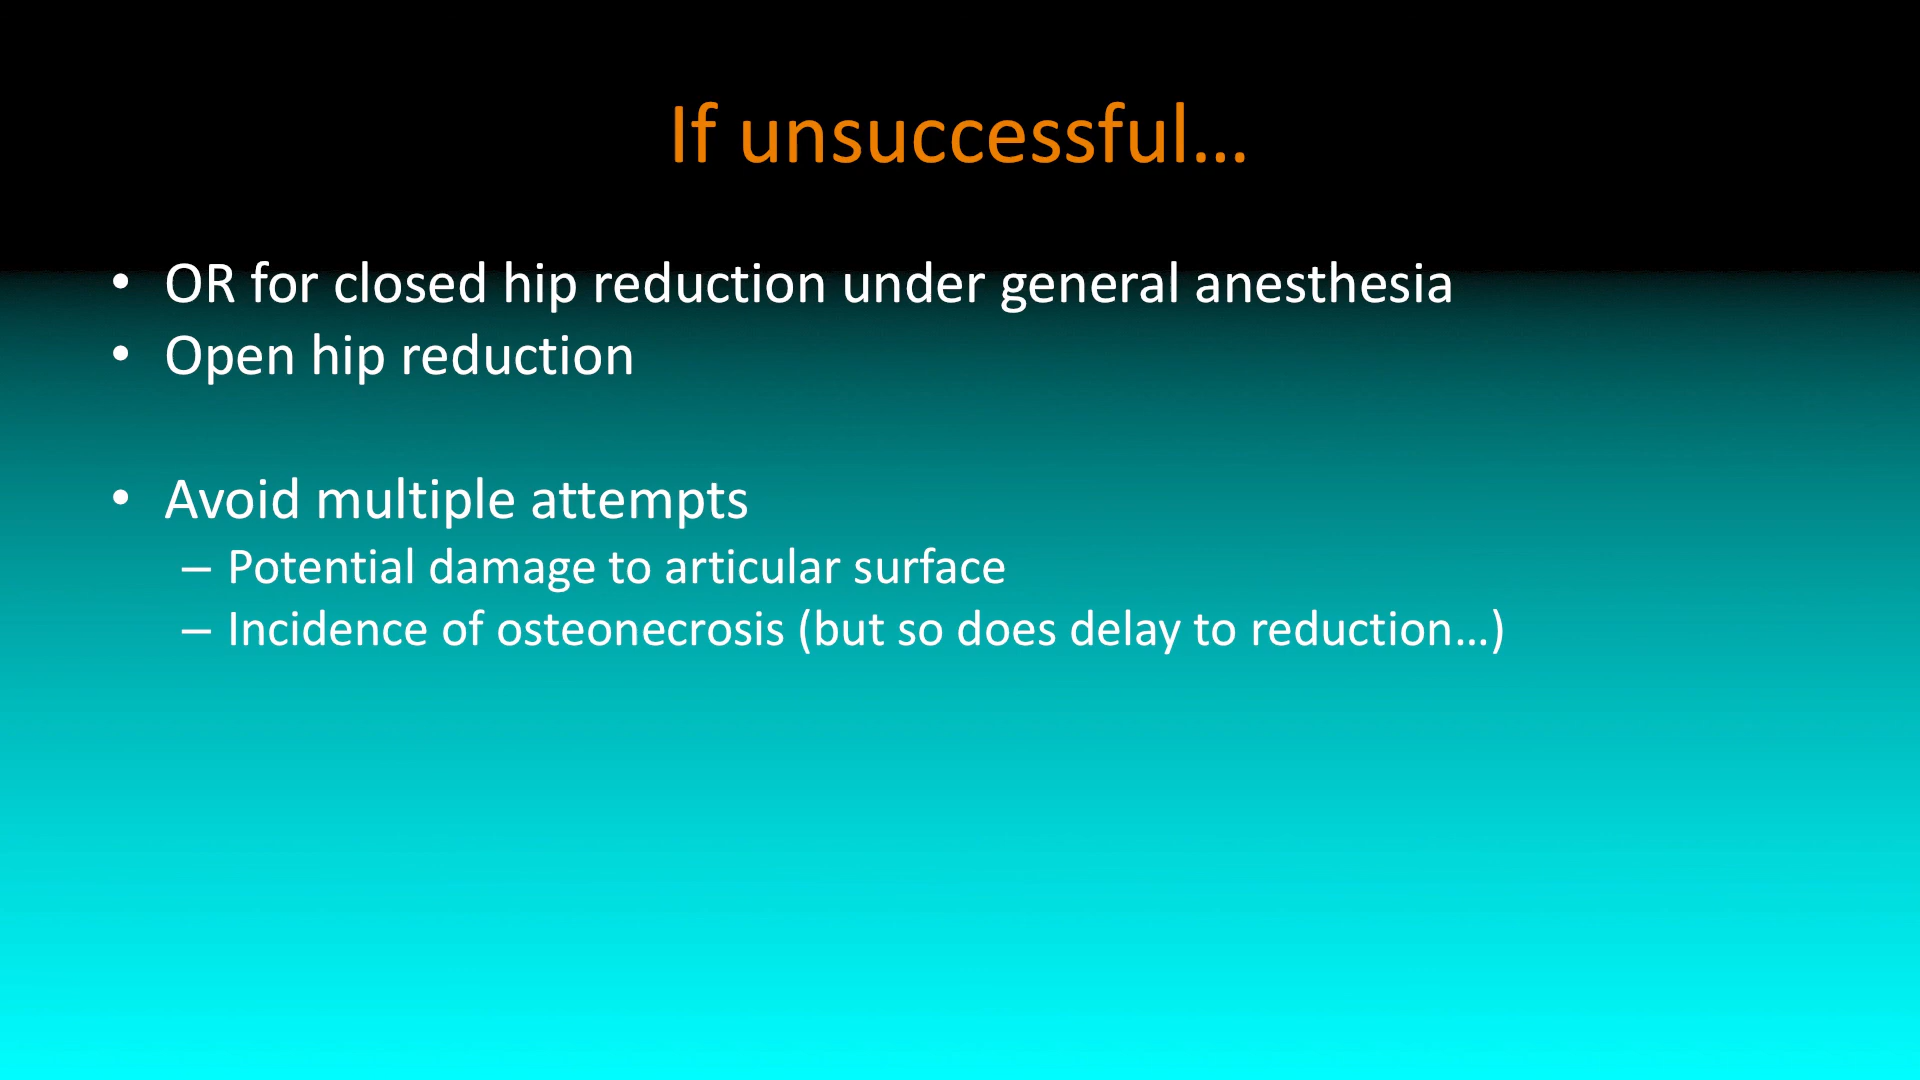 If unsuccessful…
• OR for closed hip reduction under general anesthesia
• Open hip reduction
• Avoid multiple attempts
– Potential damage to articular surface
– Incidence of osteonecrosis (but so does delay to reduction…)